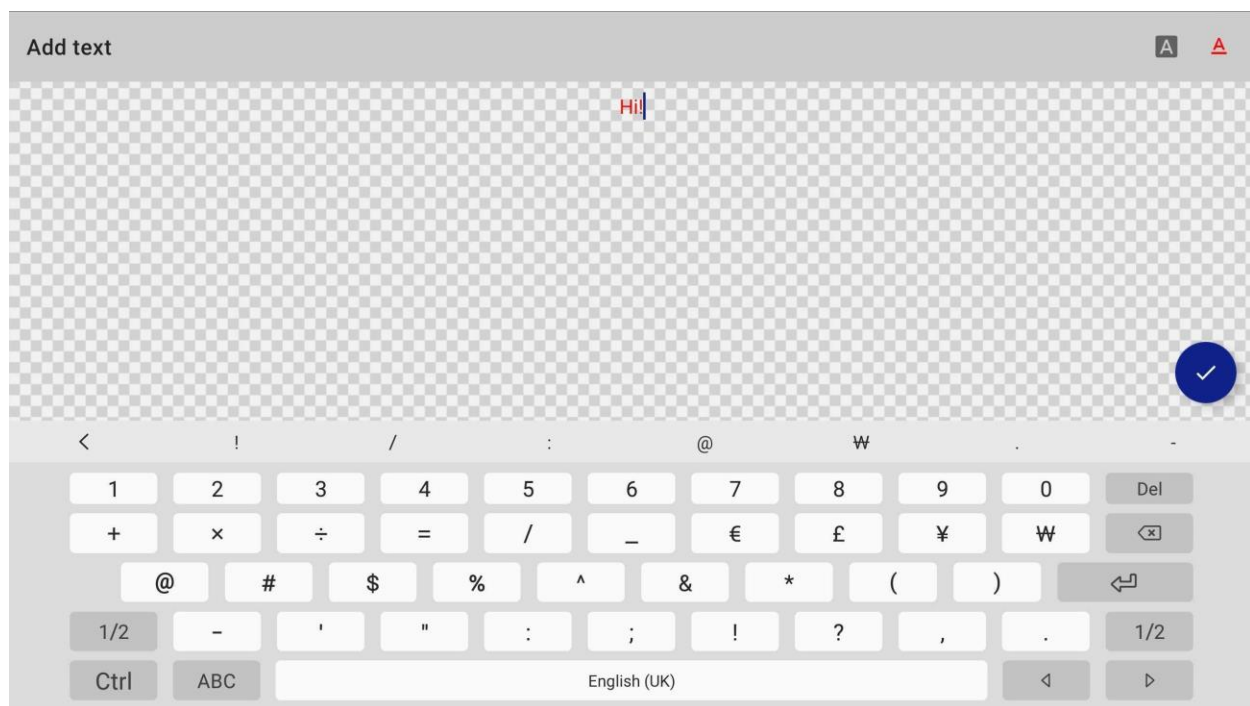 Add text A A
Hi!
! / : @ ₩ . -
1 2 3 4 5 6 7 8 9 0 Del
+ × ÷ = / _ € £ ¥ ₩
@ # $ % ^ & * ( )
1/2 - ' " : ; ! ? , . 1/2
Ctrl ABC English (UK)